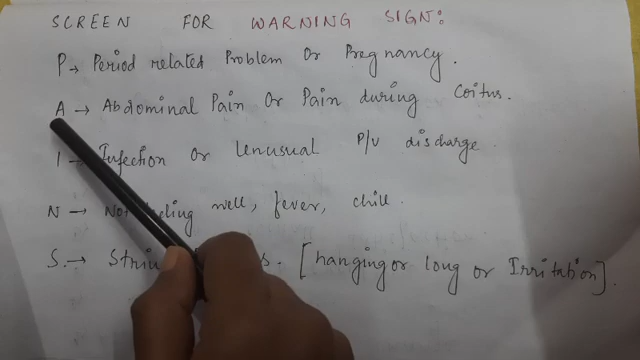 SCREEN FOR WARNING SIGN:
P → Period related Problem Or Pregnancy.
A → Abdominal Pain Or Pain during Coitus.
I → Infection or Unusual P/V discharge
N → Not well, fever, chill.
S. → [hanging or long or Irritation].